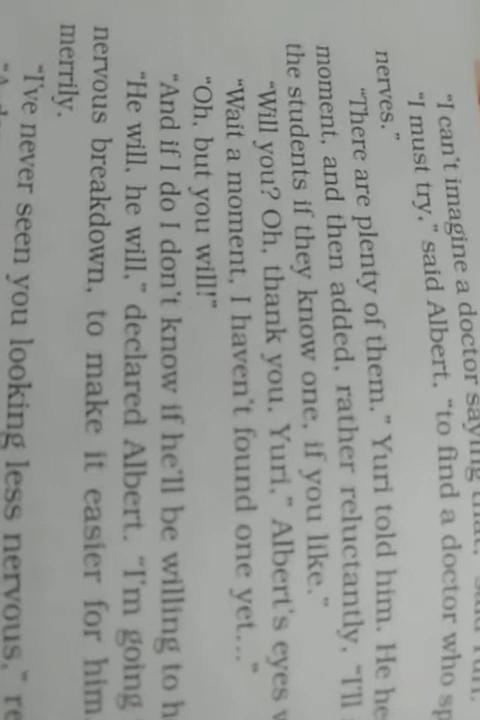 "I can't imagine a doctor saying that,"
"I must try," said Albert, "to find a doctor who
nerves."
"There are plenty of them," Yuri told him. He
moment, and then added, rather reluctantly, "I'll
the students if they know one, if you like."
"Will you? Oh, thank you, Yuri," Albert's eyes
"Wait a moment, I haven't found one yet..."
"Oh, but you will!"
"And if I do I don't know if he'll be willing to
"He will, he will," declared Albert. "I'm going
nervous breakdown, to make it easier for him
merrily.
"I've never seen you looking less nervous,"